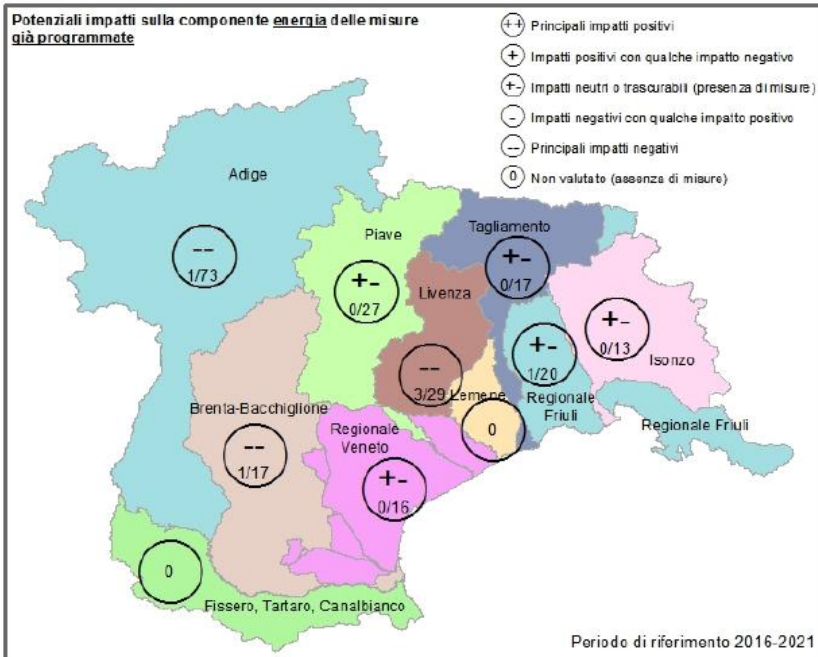 Potenziali impatti sulla componente energia delle misure
già programmate
++ Principali impatti positivi
+ Impatti positivi con qualche impatto negativo
+- Impatti neutri o trascurabili (presenza di misure)
- Impatti negativi con qualche impatto positivo
-- Principali impatti negativi
0 Non valutato (assenza di misure)
Adige
--
1/73
Piave
+-
0/27
Tagliamento
+-
0/17
Livenza
--
3/29
Lemene
0
+-
1/20
Regionale
Friuli
+-
0/13
Isonzo
Regionale Friuli
Brenta-Bacchiglione
--
1/17
Regionale
Veneto
+-
0/16
0
Fissero, Tartaro, Canalbianco
Periodo di riferimento 2016-2021